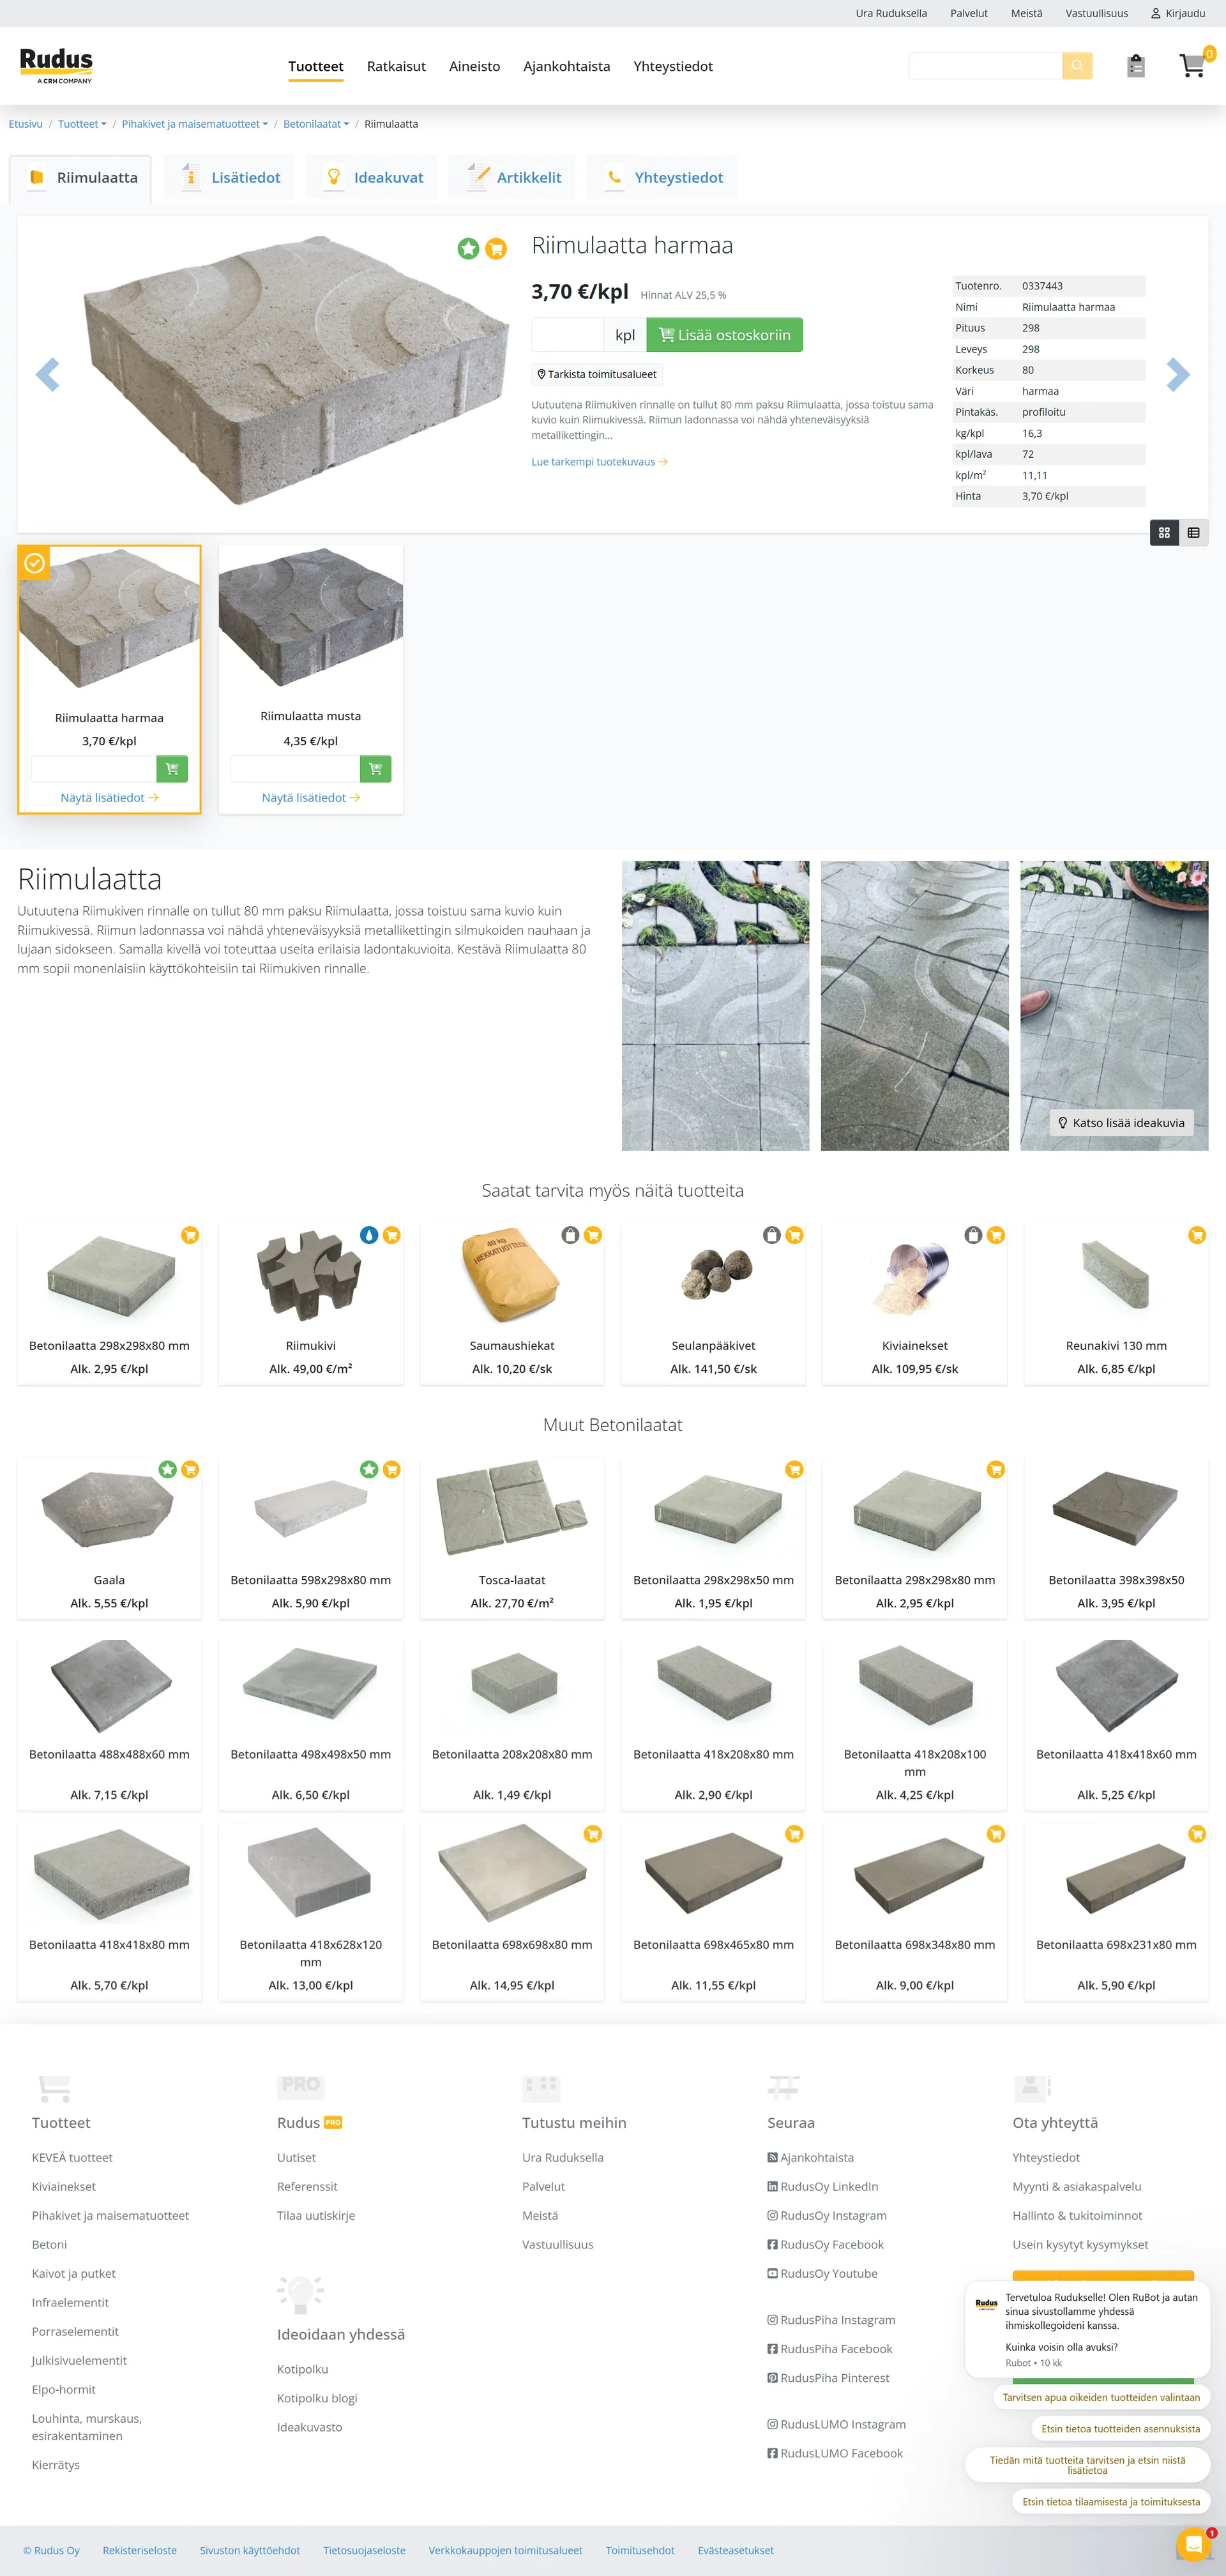 Ura Ruduksella
Palvelut
Meistä
Vastuullisuus
Kirjaudu
Rudus
A CRH COMPANY
Tuotteet
Ratkaisut
Aineisto
Ajankohtaista
Yhteystiedot
0
Etusivu / Tuotteet / Pihakivet ja maisematuotteet / Betonilaatat / Riimulaatta
Riimulaatta
Lisätiedot
Ideakuvat
Artikkelit
Yhteystiedot
Riimulaatta harmaa
3,70 €/kpl Hinnat ALV 25,5 %
kpl
Lisää ostoskoriin
Tarkista toimitusalueet
Uutuutena Riimukiven rinnalle on tullut 80 mm paksu Riimulaatta, jossa toistuu sama
kuvio kuin Riimukivessä. Riimun ladonnassa voi nähdä yhteneväisyyksiä
metallikettingin...
Lue tarkempi tuotekuvaus
Tuotenro. 0337443
Nimi Riimulaatta harmaa
Pituus 298
Leveys 298
Korkeus 80
Väri harmaa
Pintakäs. profiloitu
kg/kpl 16,3
kpl/lava 72
kpl/m² 11,11
Hinta 3,70 €/kpl
Riimulaatta harmaa
3,70 €/kpl
Näytä lisätiedot
Riimulaatta musta
4,35 €/kpl
Näytä lisätiedot
Riimulaatta
Uutuutena Riimukiven rinnalle on tullut 80 mm paksu Riimulaatta, jossa toistuu sama kuvio kuin
Riimukivessä. Riimun ladonnassa voi nähdä yhteneväisyyksiä metallikettingin silmukoiden nauhaan ja
lujaan sidokseen. Samalla kivellä voi toteuttaa useita erilaisia ladontakuvioita. Kestävä Riimulaatta 80
mm sopii monenlaisiin käyttökohteisiin tai Riimukiven rinnalle.
Katso lisää ideakuvia
Saatat tarvita myös näitä tuotteita
40 kg
HIEKKATUOTTEET
Betonilaatta 298x298x80 mm
Alk. 2,95 €/kpl
Riimukivi
Alk. 49,00 €/m²
Saumaushiekat
Alk. 10,20 €/sk
Seulanpääkivet
Alk. 141,50 €/sk
Kiviainekset
Alk. 109,95 €/sk
Reunakivi 130 mm
Alk. 6,85 €/kpl
Muut Betonilaatat
Gaala
Alk. 5,55 €/kpl
Betonilaatta 598x298x80 mm
Alk. 5,90 €/kpl
Tosca-laatat
Alk. 27,70 €/m²
Betonilaatta 298x298x50 mm
Alk. 1,95 €/kpl
Betonilaatta 298x298x80 mm
Alk. 2,95 €/kpl
Betonilaatta 398x398x50
Alk. 3,95 €/kpl
Betonilaatta 488x488x60 mm
Alk. 7,15 €/kpl
Betonilaatta 498x498x50 mm
Alk. 6,50 €/kpl
Betonilaatta 208x208x80 mm
Alk. 1,49 €/kpl
Betonilaatta 418x208x80 mm
Alk. 2,90 €/kpl
Betonilaatta 418x208x100
mm
Alk. 4,25 €/kpl
Betonilaatta 418x418x60 mm
Alk. 5,25 €/kpl
Betonilaatta 418x418x80 mm
Alk. 5,70 €/kpl
Betonilaatta 418x628x120
mm
Alk. 13,00 €/kpl
Betonilaatta 698x698x80 mm
Alk. 14,95 €/kpl
Betonilaatta 698x465x80 mm
Alk. 11,55 €/kpl
Betonilaatta 698x348x80 mm
Alk. 9,00 €/kpl
Betonilaatta 698x231x80 mm
Alk. 5,90 €/kpl
Tuotteet
KEVEÄ tuotteet
Kiviainekset
Pihakivet ja maisematuotteet
Betoni
Kaivot ja putket
Infraelementit
Porraselementit
Julkisivuelementit
Elpo-hormit
Louhinta, murskaus,
esirakentaminen
Kierrätys
PRO
Rudus PRO
Uutiset
Referenssit
Tilaa uutiskirje
Ideoidaan yhdessä
Kotipolku
Kotipolku blogi
Ideakuvasto
Tutustu meihin
Ura Ruduksella
Palvelut
Meistä
Vastuullisuus
Seuraa
Ajankohtaista
RudusOy LinkedIn
RudusOy Instagram
RudusOy Facebook
RudusOy Youtube
RudusPiha Instagram
RudusPiha Facebook
RudusPiha Pinterest
RudusLUMO Instagram
RudusLUMO Facebook
Ota yhteyttä
Yhteystiedot
Myynti & asiakaspalvelu
Hallinto & tukitoiminnot
Usein kysytyt kysymykset
Rudus
Tervetuloa Rudukselle! Olen RuBot ja autan
sinua sivustollamme yhdessä
ihmiskollegoideni kanssa.
Kuinka voisin olla avuksi?
Rubot • 10 kk
Tarvitsen apua oikeiden tuotteiden valintaan
Etsin tietoa tuotteiden asennuksista
Tiedän mitä tuotteita tarvitsen ja etsin niistä
lisätietoa
Etsin tietoa tilaamisesta ja toimituksesta
1
© Rudus Oy
Rekisteriseloste
Sivuston käyttöehdot
Tietosuojaseloste
Verkkokauppojen toimitusalueet
Toimitusehdot
Evästeasetukset